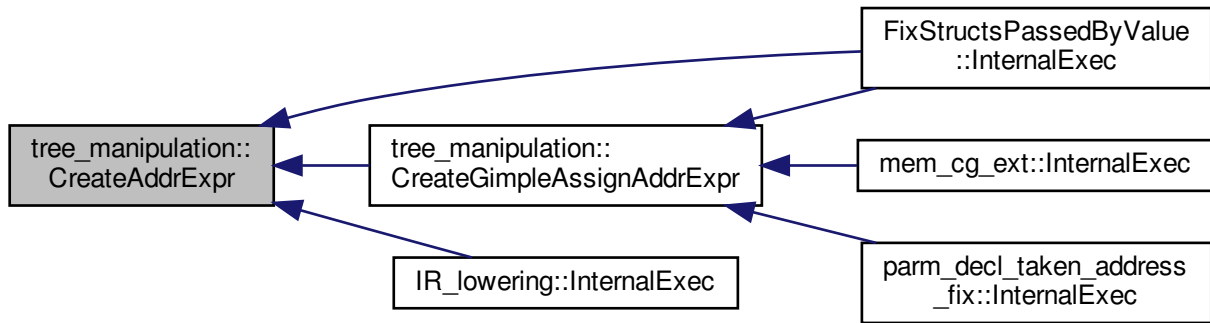 FixStructsPassedByValue
::InternalExec
tree_manipulation::
CreateAddrExpr
tree_manipulation::
CreateGimpleAssignAddrExpr
mem_cg_ext::InternalExec
IR_lowering::InternalExec
parm_decl_taken_address
_fix::InternalExec